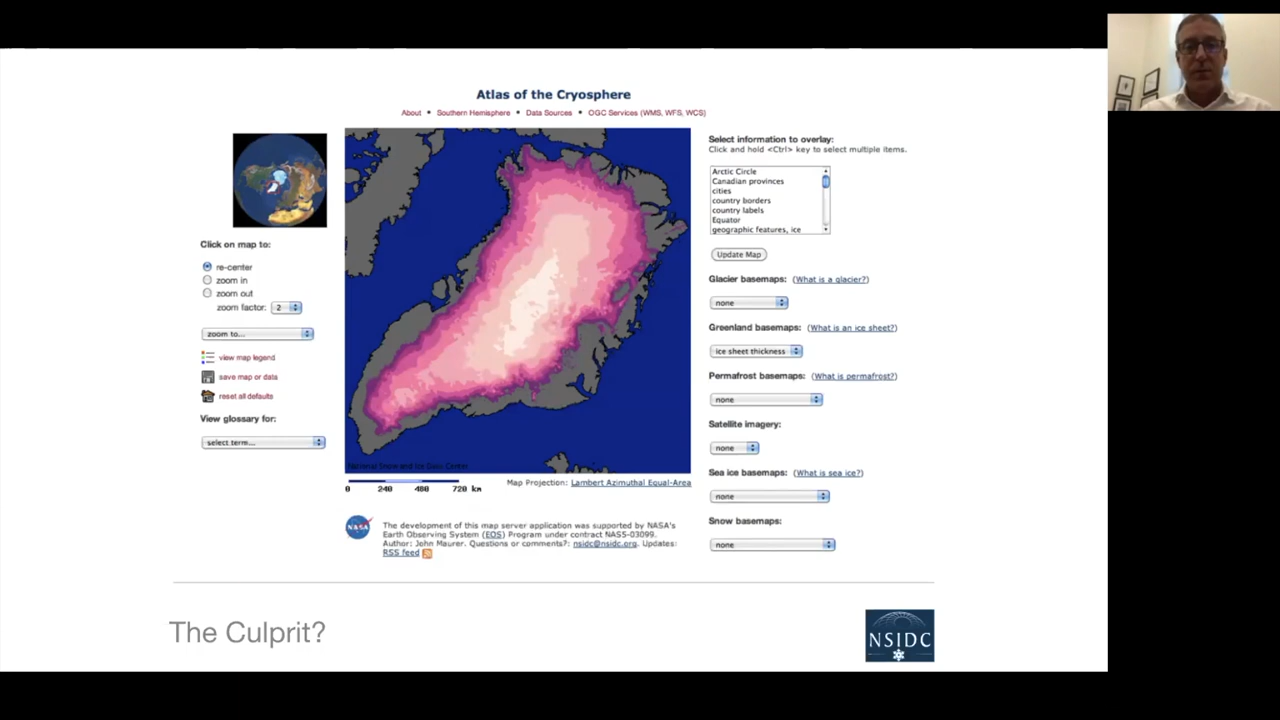 Atlas of the Cryosphere
About • Southern Hemisphere • Data Sources • OGC Services (WMS, WFS, WCS)
Click on map to:
re-center
zoom in
zoom out
zoom factor: 2
zoom to...
view map legend
save map or data
reset all defaults
View glossary for:
select term...
National Snow and Ice Data Center
0 240 480 720 km
Map Projection: Lambert Azimuthal Equal-Area
NASA
The development of this map server application was supported by NASA's
Earth Observing System (EOS) Program under contract NAS5-03099.
Author: John Maurer. Questions or comments?: nsidc@nsidc.org. Updates:
RSS feed
Select information to overlay:
Click and hold <Ctrl> key to select multiple items.
Arctic Circle
Canadian provinces
cities
country borders
country labels
Equator
geographic features, ice
Update Map
Glacier basemaps: (What is a glacier?)
none
Greenland basemaps: (What is an ice sheet?)
ice sheet thickness
Permafrost basemaps: (What is permafrost?)
none
Satellite imagery:
none
Sea ice basemaps: (What is sea ice?)
none
Snow basemaps:
none
The Culprit?
NSIDC